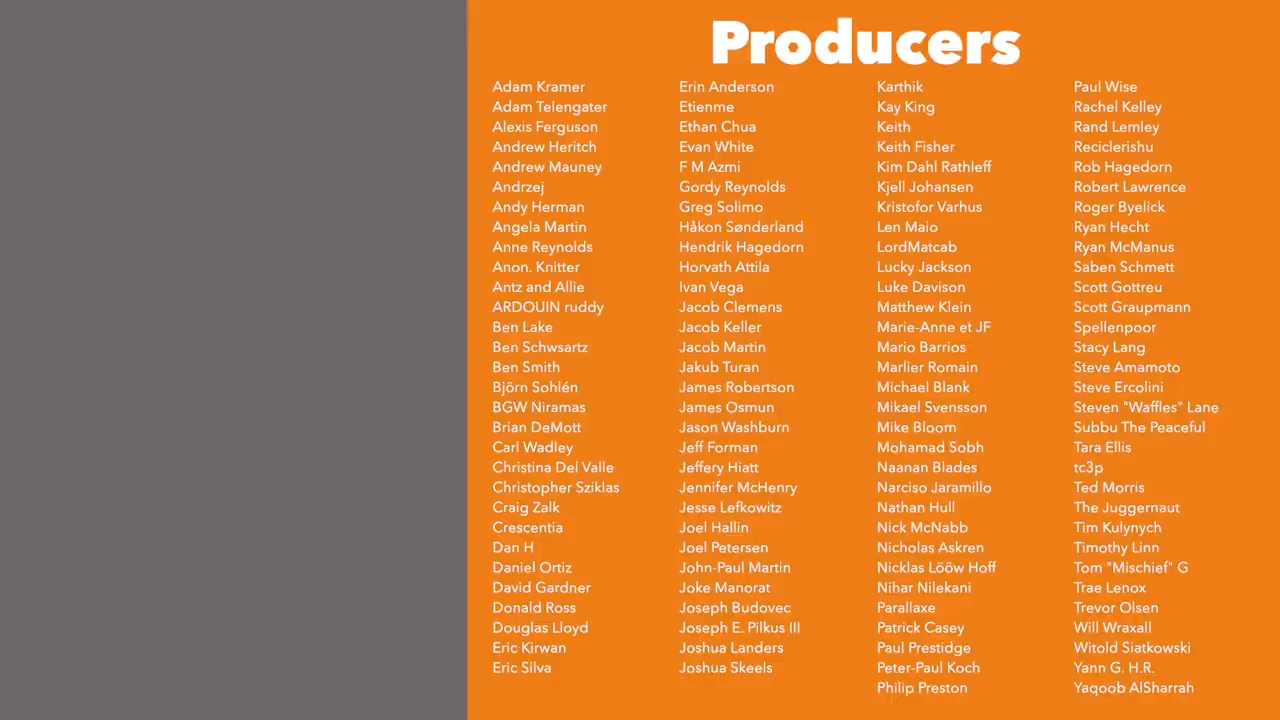 Producers
Adam Kramer
Adam Telengater
Alexis Ferguson
Andrew Heritch
Andrew Mauney
Andrzej
Andy Herman
Angela Martin
Anne Reynolds
Anon. Knitter
Antz and Allie
ARDOUIN ruddy
Ben Lake
Ben Schwsartz
Ben Smith
Björn Sohlén
BGW Niramas
Brian DeMott
Carl Wadley
Christina Del Valle
Christopher Sziklas
Craig Zalk
Crescentia
Dan H
Daniel Ortiz
David Gardner
Donald Ross
Douglas Lloyd
Eric Kirwan
Eric Silva
Erin Anderson
Etienme
Ethan Chua
Evan White
F M Azmi
Gordy Reynolds
Greg Solimo
Håkon Sønderland
Hendrik Hagedorn
Horvath Attila
Ivan Vega
Jacob Clemens
Jacob Keller
Jacob Martin
Jakub Turan
James Robertson
James Osmun
Jason Washburn
Jeff Forman
Jeffery Hiatt
Jennifer McHenry
Jesse Lefkowitz
Joel Hallin
Joel Petersen
John-Paul Martin
Joke Manorat
Joseph Budovec
Joseph E. Pilkus III
Joshua Landers
Joshua Skeels
Karthik
Kay King
Keith
Keith Fisher
Kim Dahl Rathleff
Kjell Johansen
Kristofor Varhus
Len Maio
LordMatcab
Lucky Jackson
Luke Davison
Matthew Klein
Marie-Anne et JF
Mario Barrios
Marlier Romain
Michael Blank
Mikael Svensson
Mike Bloom
Mohamad Sobh
Naanan Blades
Narciso Jaramillo
Nathan Hull
Nick McNabb
Nicholas Askren
Nicklas Lööw Hoff
Nihar Nilekani
Parallaxe
Patrick Casey
Paul Prestidge
Peter-Paul Koch
Philip Preston
Paul Wise
Rachel Kelley
Rand Lemley
Reciclerishu
Rob Hagedorn
Robert Lawrence
Roger Byelick
Ryan Hecht
Ryan McManus
Saben Schmett
Scott Gottreu
Scott Graupmann
Spellenpoor
Stacy Lang
Steve Amamoto
Steve Ercolini
Steven "Waffles" Lane
Subbu The Peaceful
Tara Ellis
tc3p
Ted Morris
The Juggernaut
Tim Kulynych
Timothy Linn
Tom "Mischief" G
Trae Lenox
Trevor Olsen
Will Wraxall
Witold Siatkowski
Yann G. H.R.
Yaqoob AlSharrah